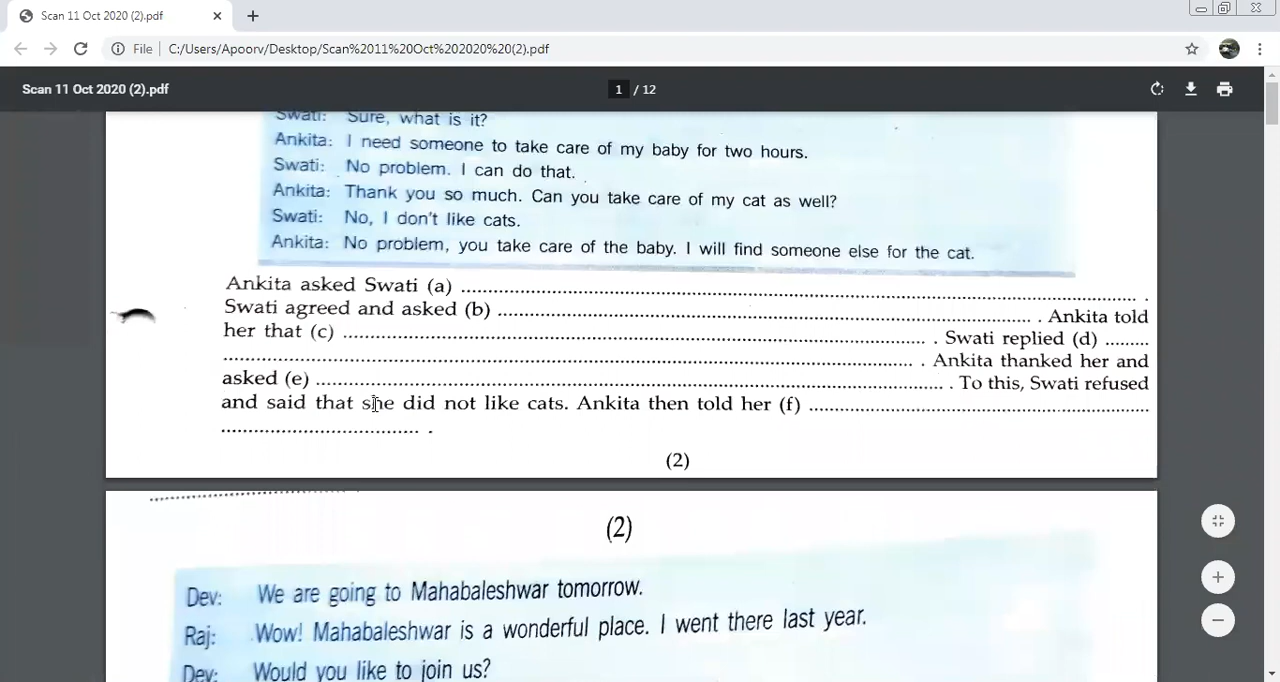 Scan 11 Oct 2020 (2).pdf
File C:/Users/Apoorv/Desktop/Scan%2011%20Oct%202020%20(2).pdf
Scan 11 Oct 2020 (2).pdf 1 / 12
Swati: Sure, what is it?
Ankita: I need someone to take care of my baby for two hours.
Swati: No problem. I can do that.
Ankita: Thank you so much. Can you take care of my cat as well?
Swati: No, I don't like cats.
Ankita: No problem, you take care of the baby. I will find someone else for the cat.
Ankita asked Swati (a) .......... .
Swati agreed and asked (b) .......... . Ankita told
her that (c) .......... . Swati replied (d) .........
.......... . Ankita thanked her and
asked (e) .......... . To this, Swati refused
and said that she did not like cats. Ankita then told her (f) ..........
.......... .
(2)
(2)
Dev: We are going to Mahabaleshwar tomorrow.
Raj: Wow! Mahabaleshwar is a wonderful place. I went there last year.
Dev: Would you like to join us?